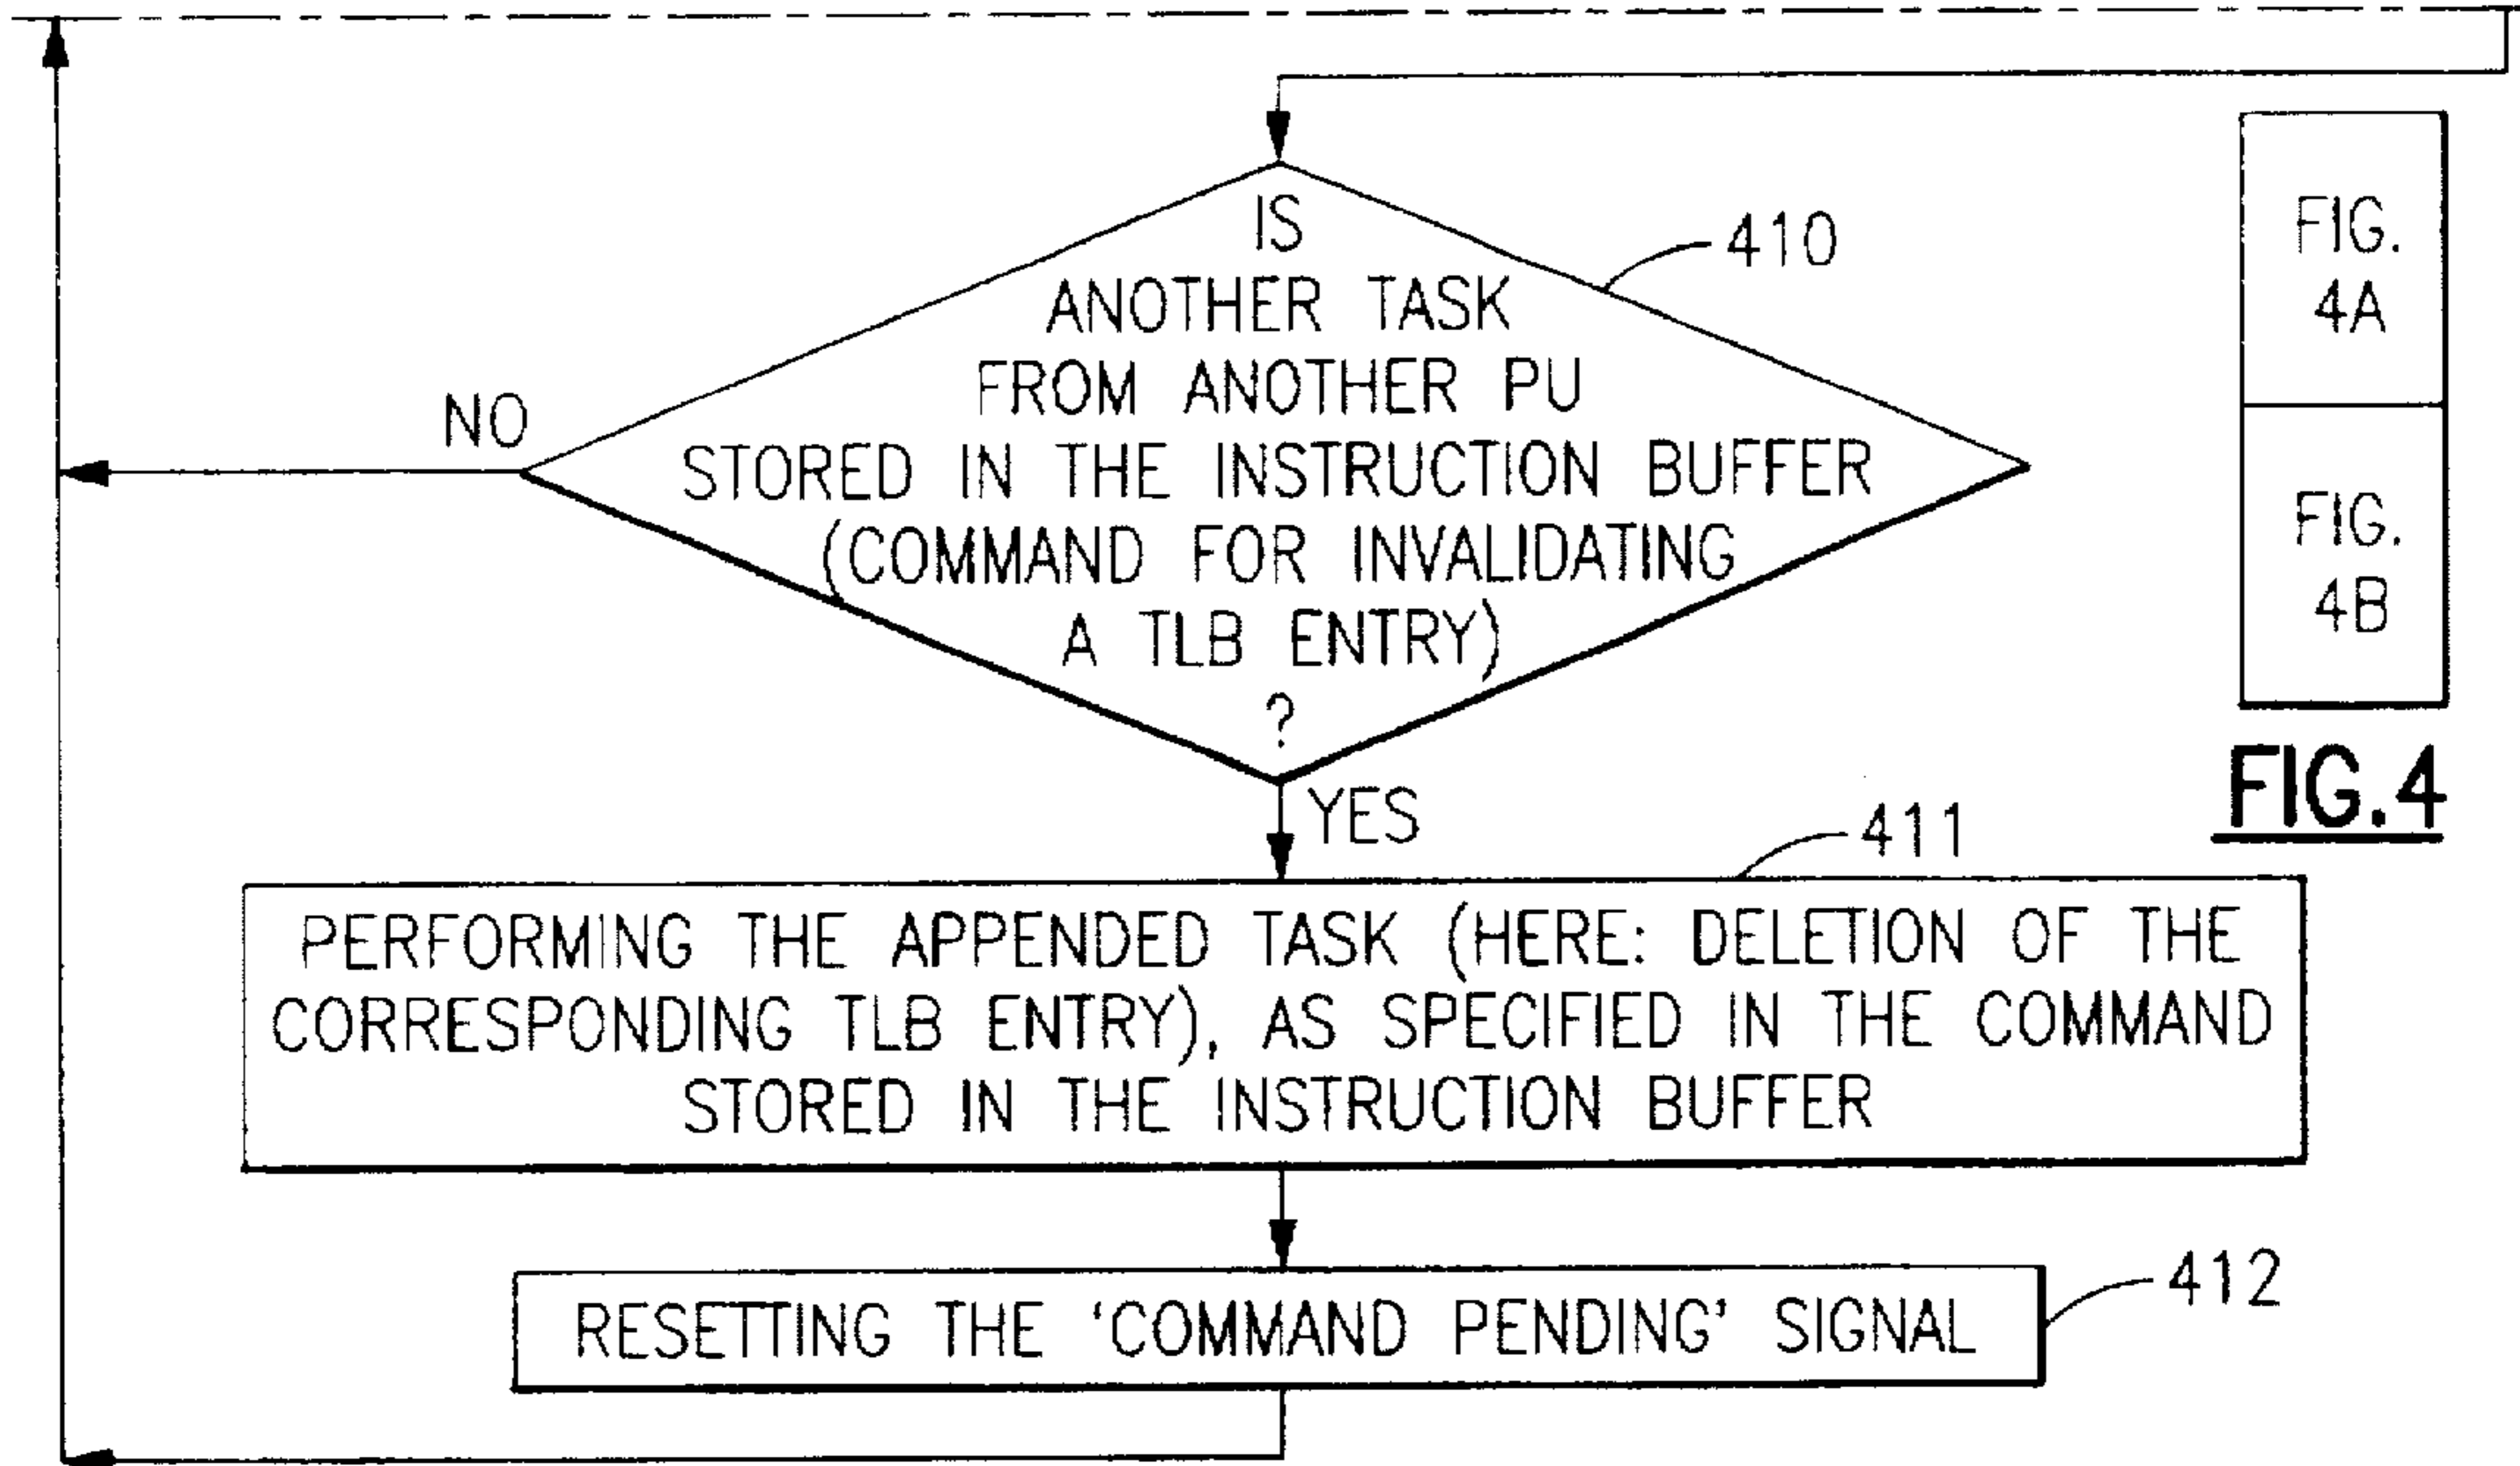 IS
ANOTHER TASK
FROM ANOTHER PU
STORED IN THE INSTRUCTION BUFFER
(COMMAND FOR INVALIDATING
A TLB ENTRY)
?
410
NO
YES
FIG.
4A
FIG.
4B
FIG.4
411
PERFORMING THE APPENDED TASK (HERE: DELETION OF THE
CORRESPONDING TLB ENTRY), AS SPECIFIED IN THE COMMAND
STORED IN THE INSTRUCTION BUFFER
412
RESETTING THE 'COMMAND PENDING' SIGNAL